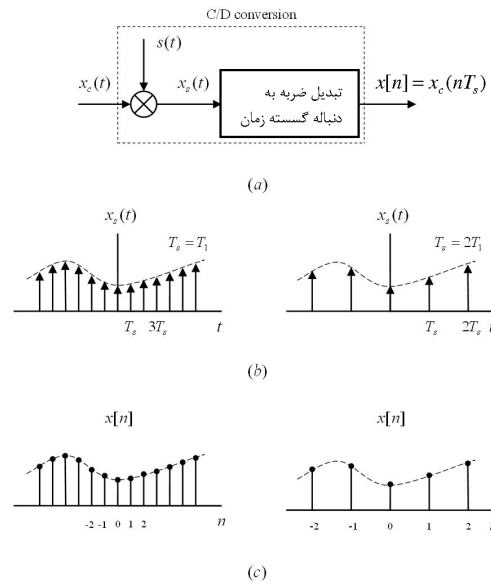 C/D conversion
s(t)
x_c(t)
x_s(t)
تبدیل ضربه به
دنباله گسسته زمان
x[n] = x_c(nT_s)
(a)
x_s(t)
T_s = T_1
T_s 3T_s t
x_s(t)
T_s = 2T_1
T_s 2T_s t
(b)
x[n]
-2 -1 0 1 2 n
x[n]
-2 -1 0 1 2
(c)